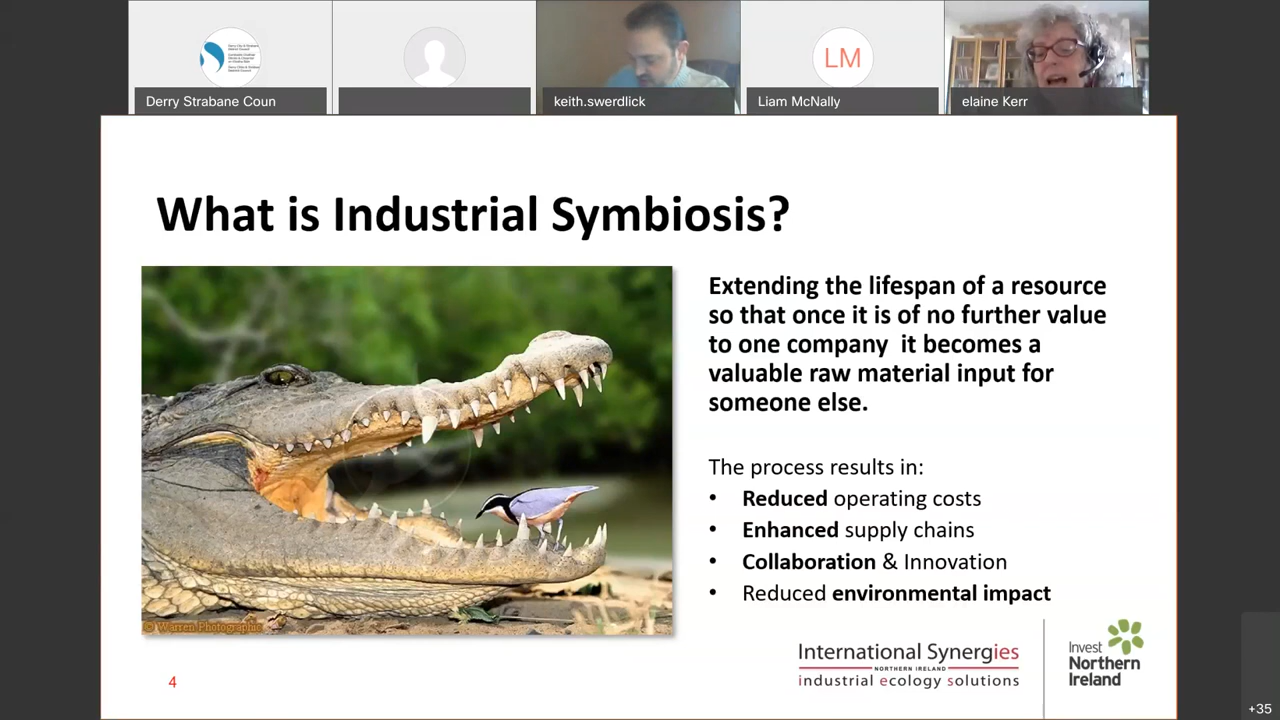 Derry Strabane Coun
keith.swerdlick
LM
Liam McNally
elaine Kerr
What is Industrial Symbiosis?
Extending the lifespan of a resource
so that once it is of no further value
to one company it becomes a
valuable raw material input for
someone else.
The process results in:
• Reduced operating costs
• Enhanced supply chains
• Collaboration & Innovation
• Reduced environmental impact
© Warren Photographic
International Synergies
NORTHERN IRELAND
industrial ecology solutions
Invest
Northern
Ireland
4
+35